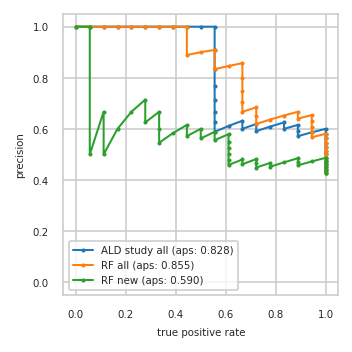 1.0
0.8
0.6
0.4
0.2
0.0
precision
ALD study all (aps: 0.828)
RF all (aps: 0.855)
RF new (aps: 0.590)
0.0 0.2 0.4 0.6 0.8 1.0
true positive rate